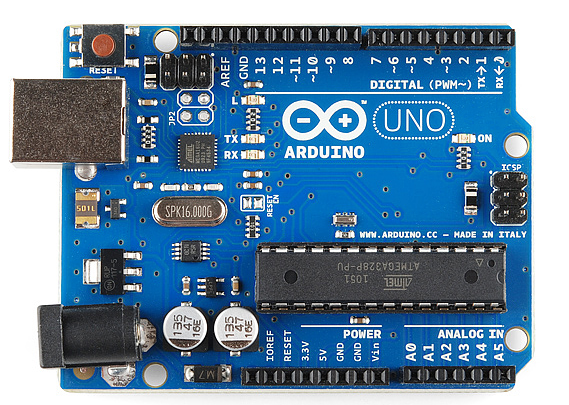 RESET
AREF
GND
13
12
~11
~10
~9
8
7
~6
~5
4
~3
2
TX→1
RX←0
DIGITAL (PWM~)
JP2
L
TX
RX
ARDUINO
™
UNO
ON
ICSP
RESET
EN
SPK16.000G
501L
WWW.ARDUINO.CC – MADE IN ITALY
ATMEL
ATMEGA328P-PU
1051
135
47
16E
135
47
16E
M7
POWER
ANALOG IN
IOREF
RESET
3.3V
5V
GND
GND
Vin
A0
A1
A2
A3
A4
A5